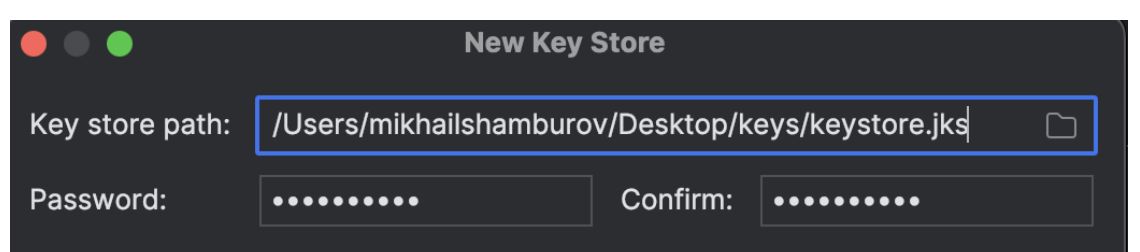 New Key Store
Key store path: /Users/mikhailshamburov/Desktop/keys/keystore.jks
Password: •••••••••• Confirm: ••••••••••